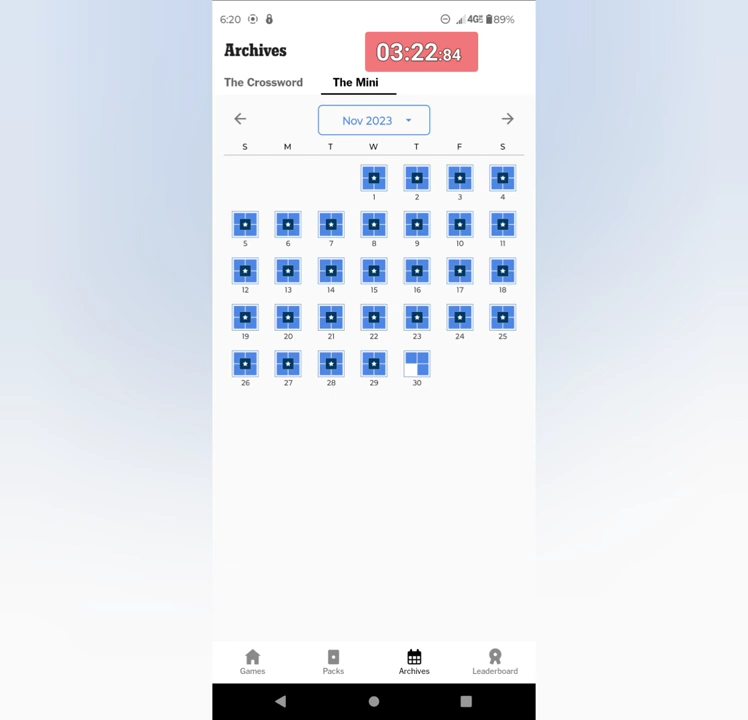 6:20 4GE 89%
Archives 03:22:84
The Crossword The Mini
Nov 2023
S M T W T F S
1 2 3 4
5 6 7 8 9 10 11
12 13 14 15 16 17 18
19 20 21 22 23 24 25
26 27 28 29 30
Games Packs Archives Leaderboard